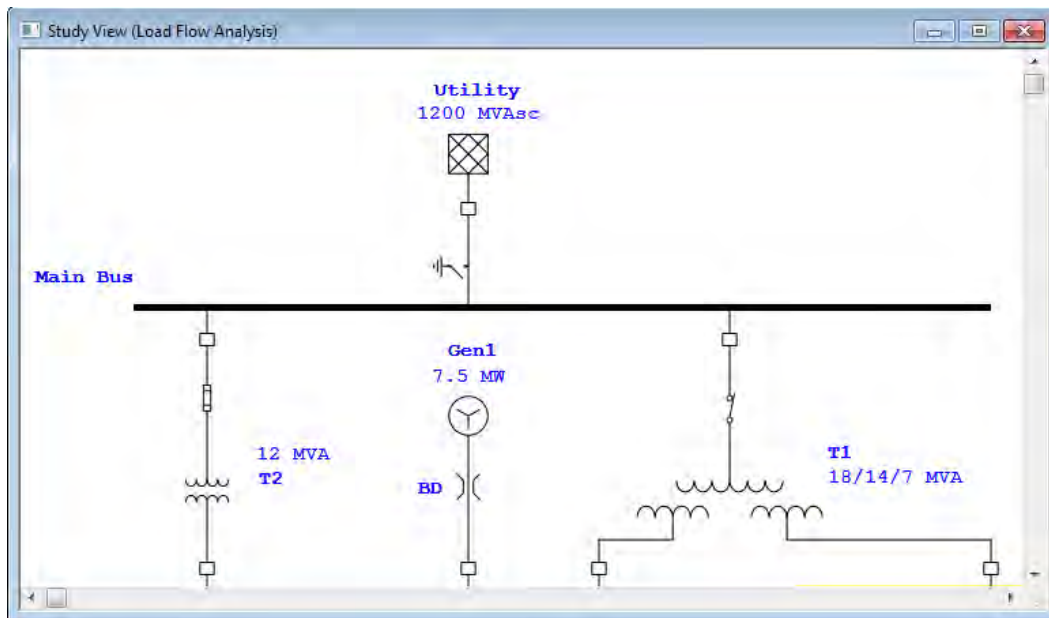 Study View (Load Flow Analysis)
Utility
1200 MVAsc
Main Bus
Gen1
7.5 MW
12 MVA
T2
BD
T1
18/14/7 MVA